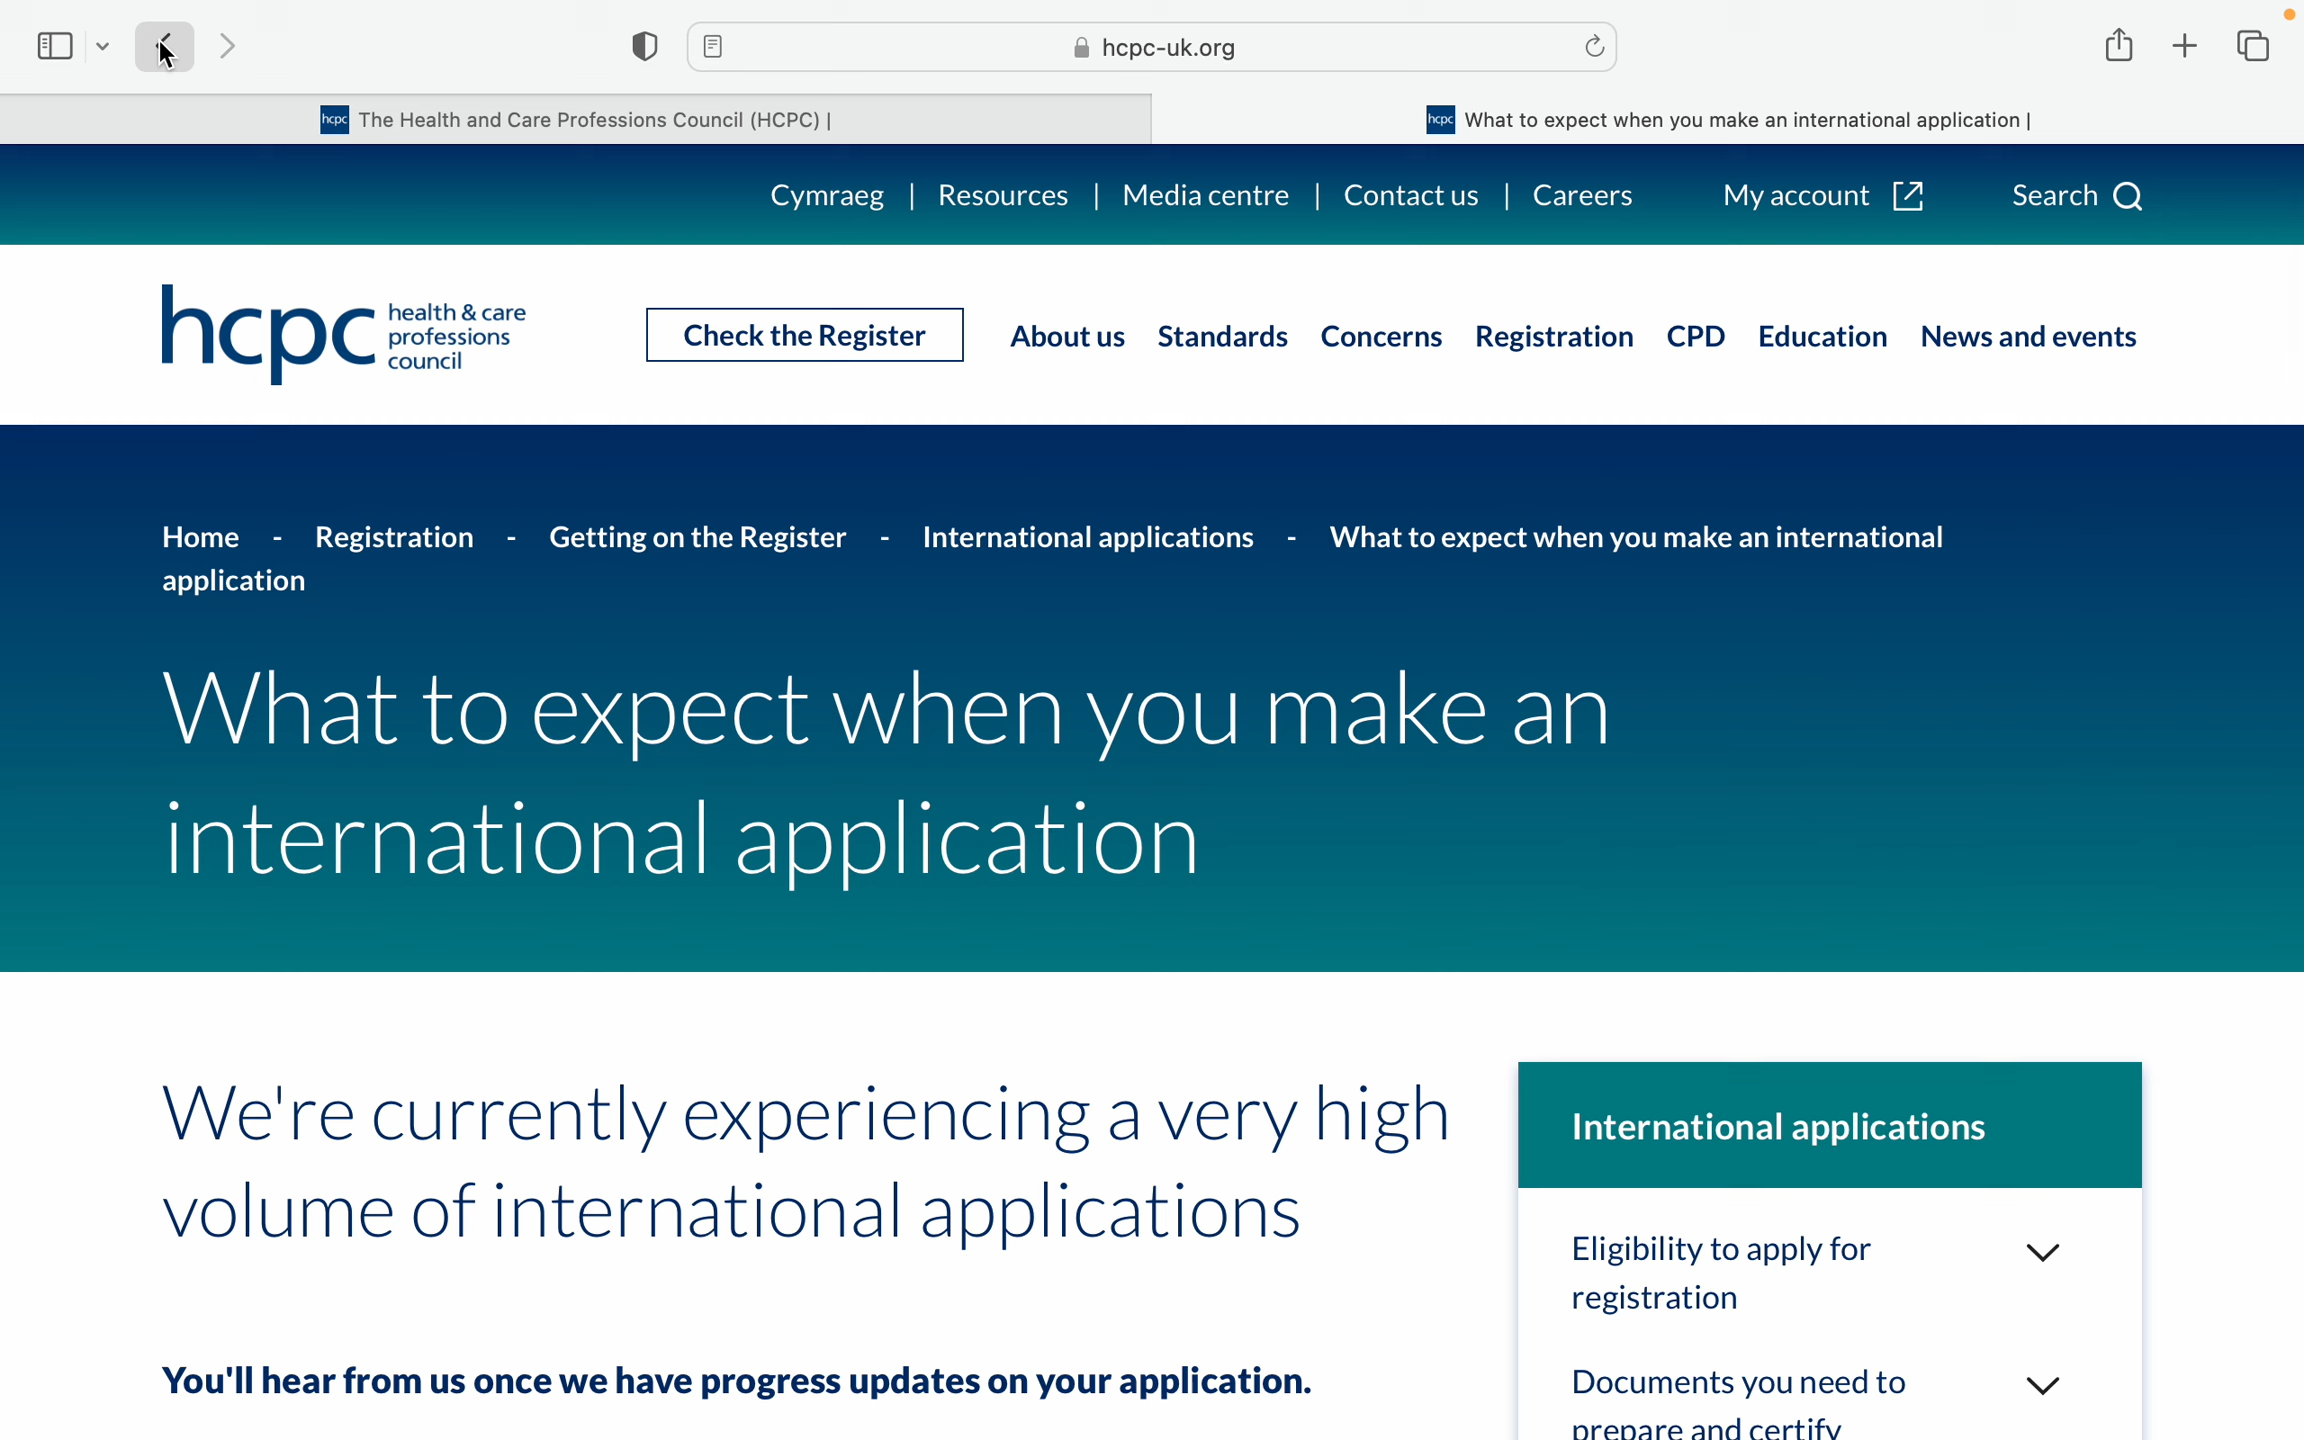 hcpc-uk.org
hcpc The Health and Care Professions Council (HCPC) |
hcpc What to expect when you make an international application |
Cymraeg | Resources | Media centre | Contact us | Careers My account Search
hcpc health & care
professions
council
Check the Register About us Standards Concerns Registration CPD Education News and events
Home - Registration - Getting on the Register - International applications - What to expect when you make an international
application
What to expect when you make an
international application
We're currently experiencing a very high
volume of international applications
You'll hear from us once we have progress updates on your application.
International applications
Eligibility to apply for
registration
Documents you need to
prepare and certify